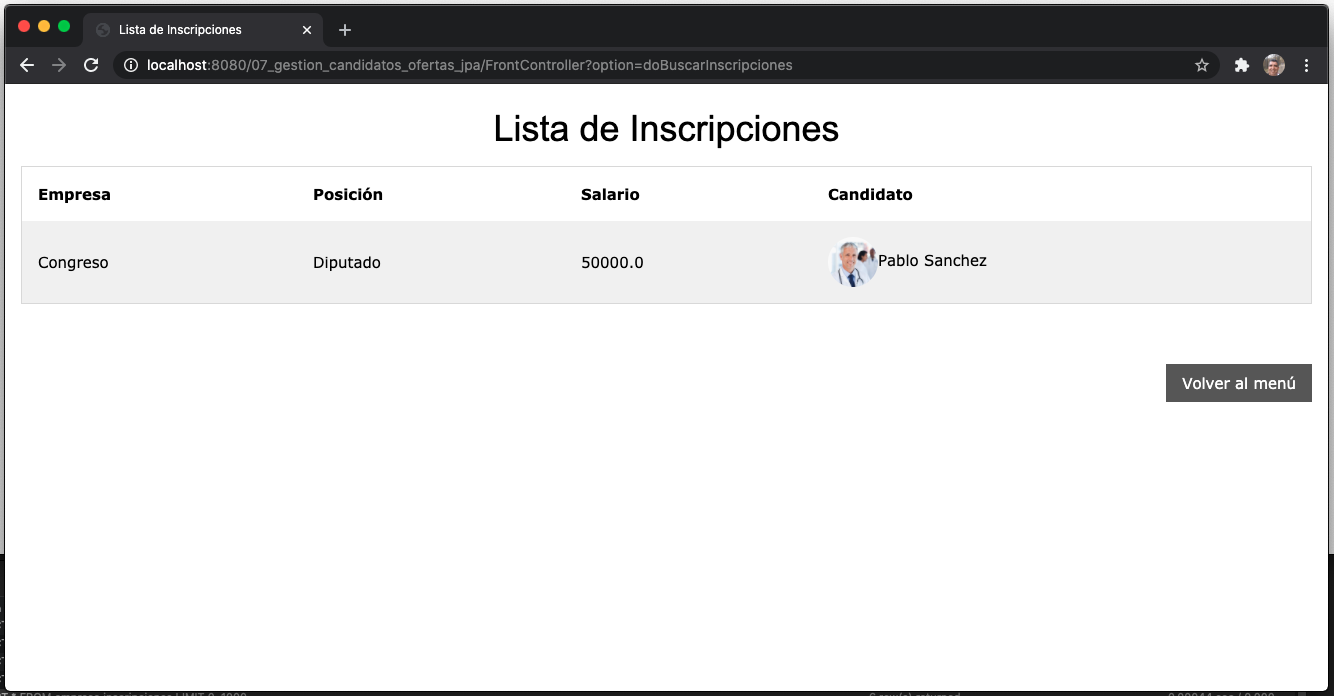 Lista de Inscripciones
localhost:8080/07_gestion_candidatos_ofertas_jpa/FrontController?option=doBuscarInscripciones
Lista de Inscripciones
Empresa Posición Salario Candidato
Congreso Diputado 50000.0 Pablo Sanchez
Volver al menú